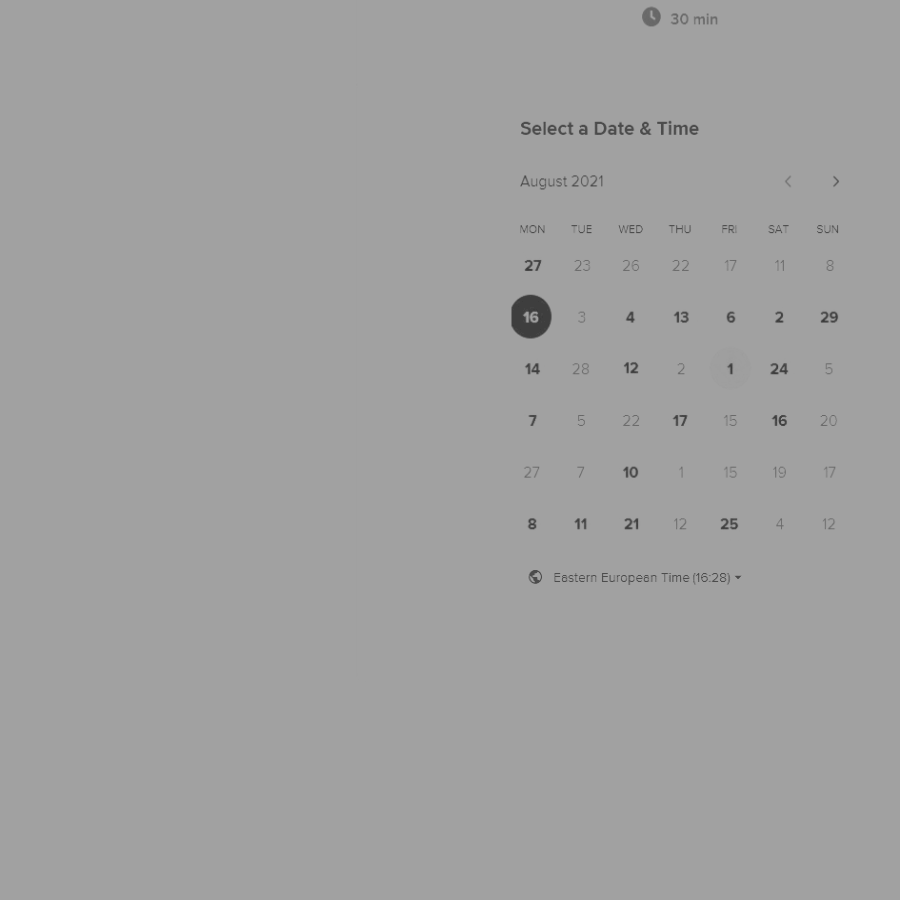 30 min
Select a Date & Time
August 2021
MON TUE WED THU FRI SAT SUN
27 23 26 22 17 11 8
16 3 4 13 6 2 29
14 28 12 2 1 24 5
7 5 22 17 15 16 20
27 7 10 1 15 19 17
8 11 21 12 25 4 12
Eastern European Time (16:28)